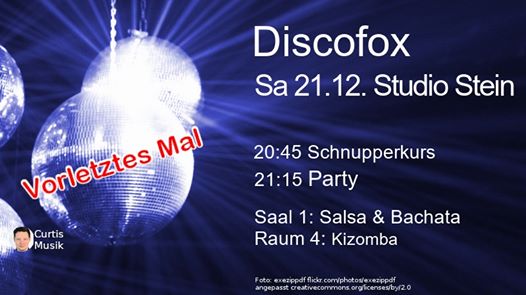 Discofox
Sa 21.12. Studio Stein
Vorletztes Mal
20:45 Schnupperkurs
21:15 Party
Saal 1: Salsa & Bachata
Raum 4: Kizomba
Curtis
Musik
Foto: exezippdf flickr.com/photos/exezippdf
angepasst creativecommons.org/licenses/by/2.0